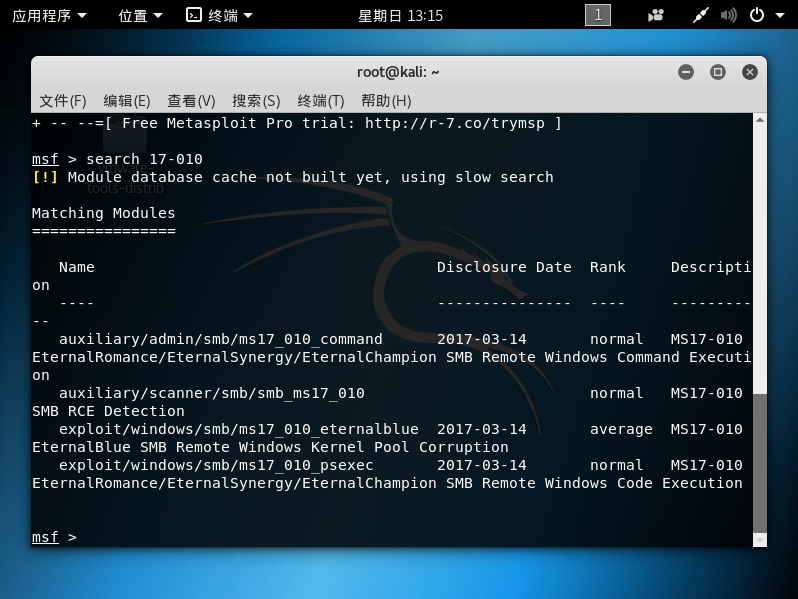 应用程序 位置 终端 星期日 13:15 1
root@kali: ~
文件(F) 编辑(E) 查看(V) 搜索(S) 终端(T) 帮助(H)
+ -- --=[ Free Metasploit Pro trial: http://r-7.co/trymsp ]
msf > search 17-010
[!] Module database cache not built yet, using slow search
tools-distrib
Matching Modules
================
Name Disclosure Date Rank Descripti
on
---- --------------- ---- ---------
--
auxiliary/admin/smb/ms17_010_command 2017-03-14 normal MS17-010
EternalRomance/EternalSynergy/EternalChampion SMB Remote Windows Command Executi
on
auxiliary/scanner/smb/smb_ms17_010 normal MS17-010
SMB RCE Detection
exploit/windows/smb/ms17_010_eternalblue 2017-03-14 average MS17-010
EternalBlue SMB Remote Windows Kernel Pool Corruption
exploit/windows/smb/ms17_010_psexec 2017-03-14 normal MS17-010
EternalRomance/EternalSynergy/EternalChampion SMB Remote Windows Code Execution
msf >